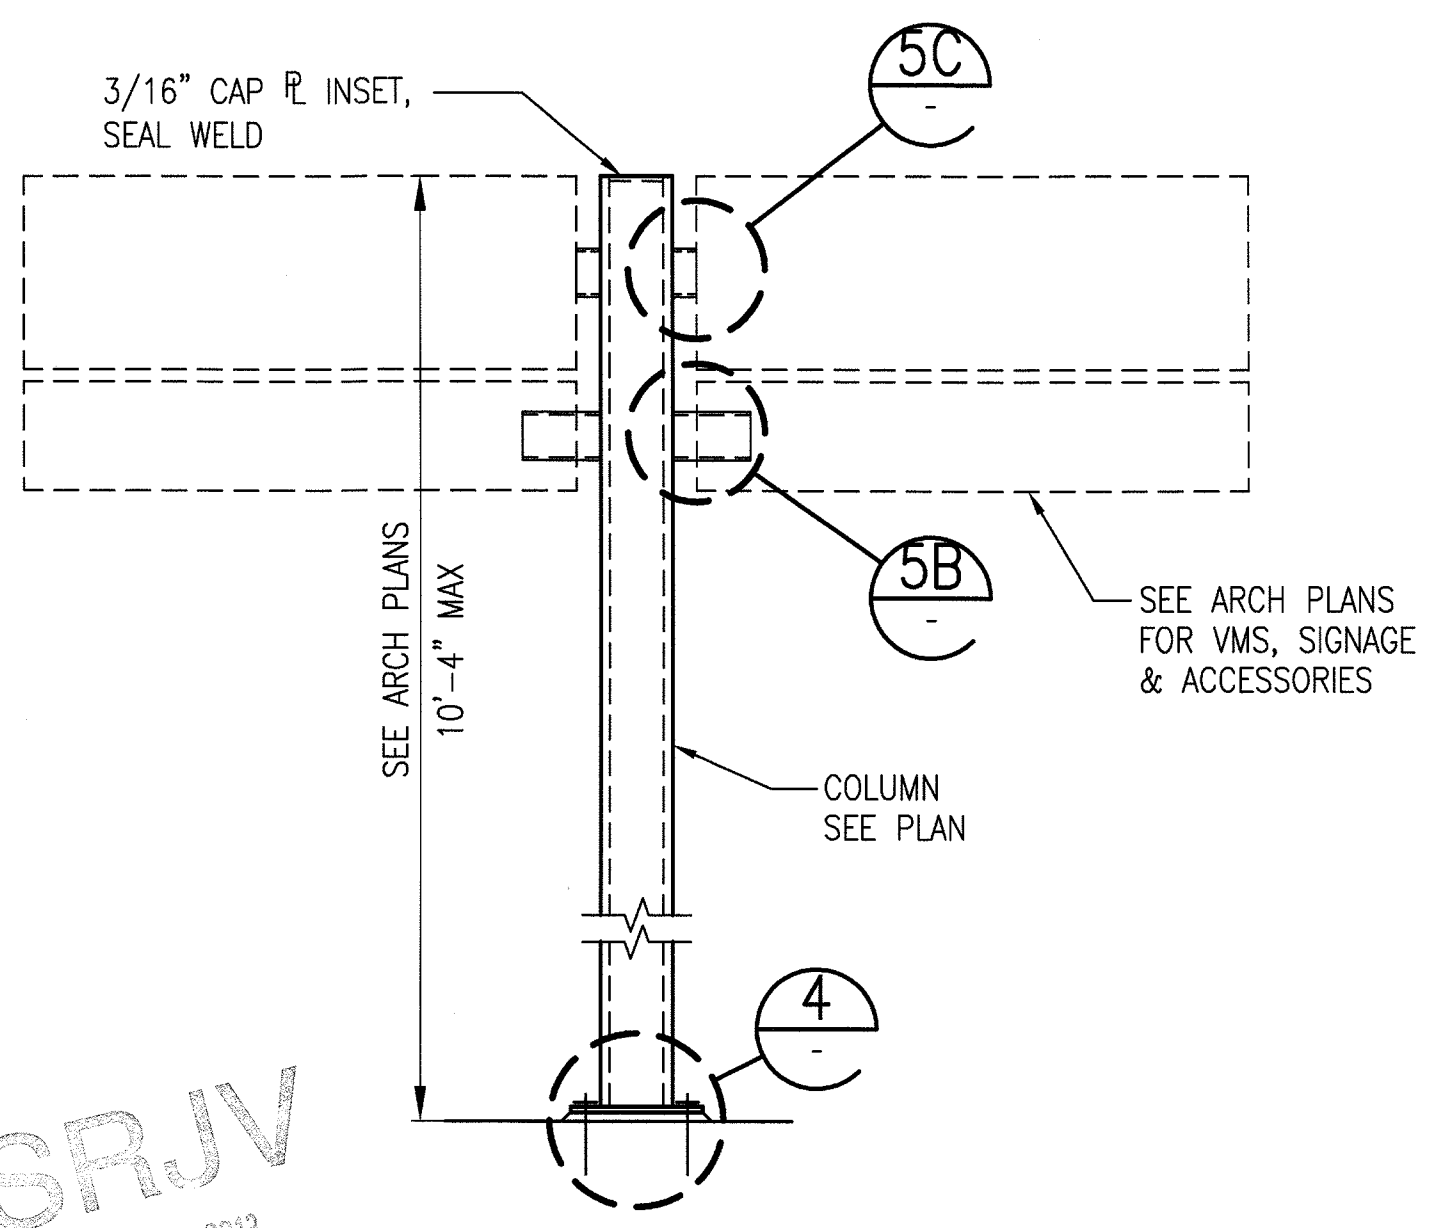 5C
-
3/16” CAP ⅊ INSET,
SEAL WELD
SEE ARCH PLANS
10’-4” MAX
5B
-
SEE ARCH PLANS
FOR VMS, SIGNAGE
& ACCESSORIES
COLUMN
SEE PLAN
4
-
SRJV